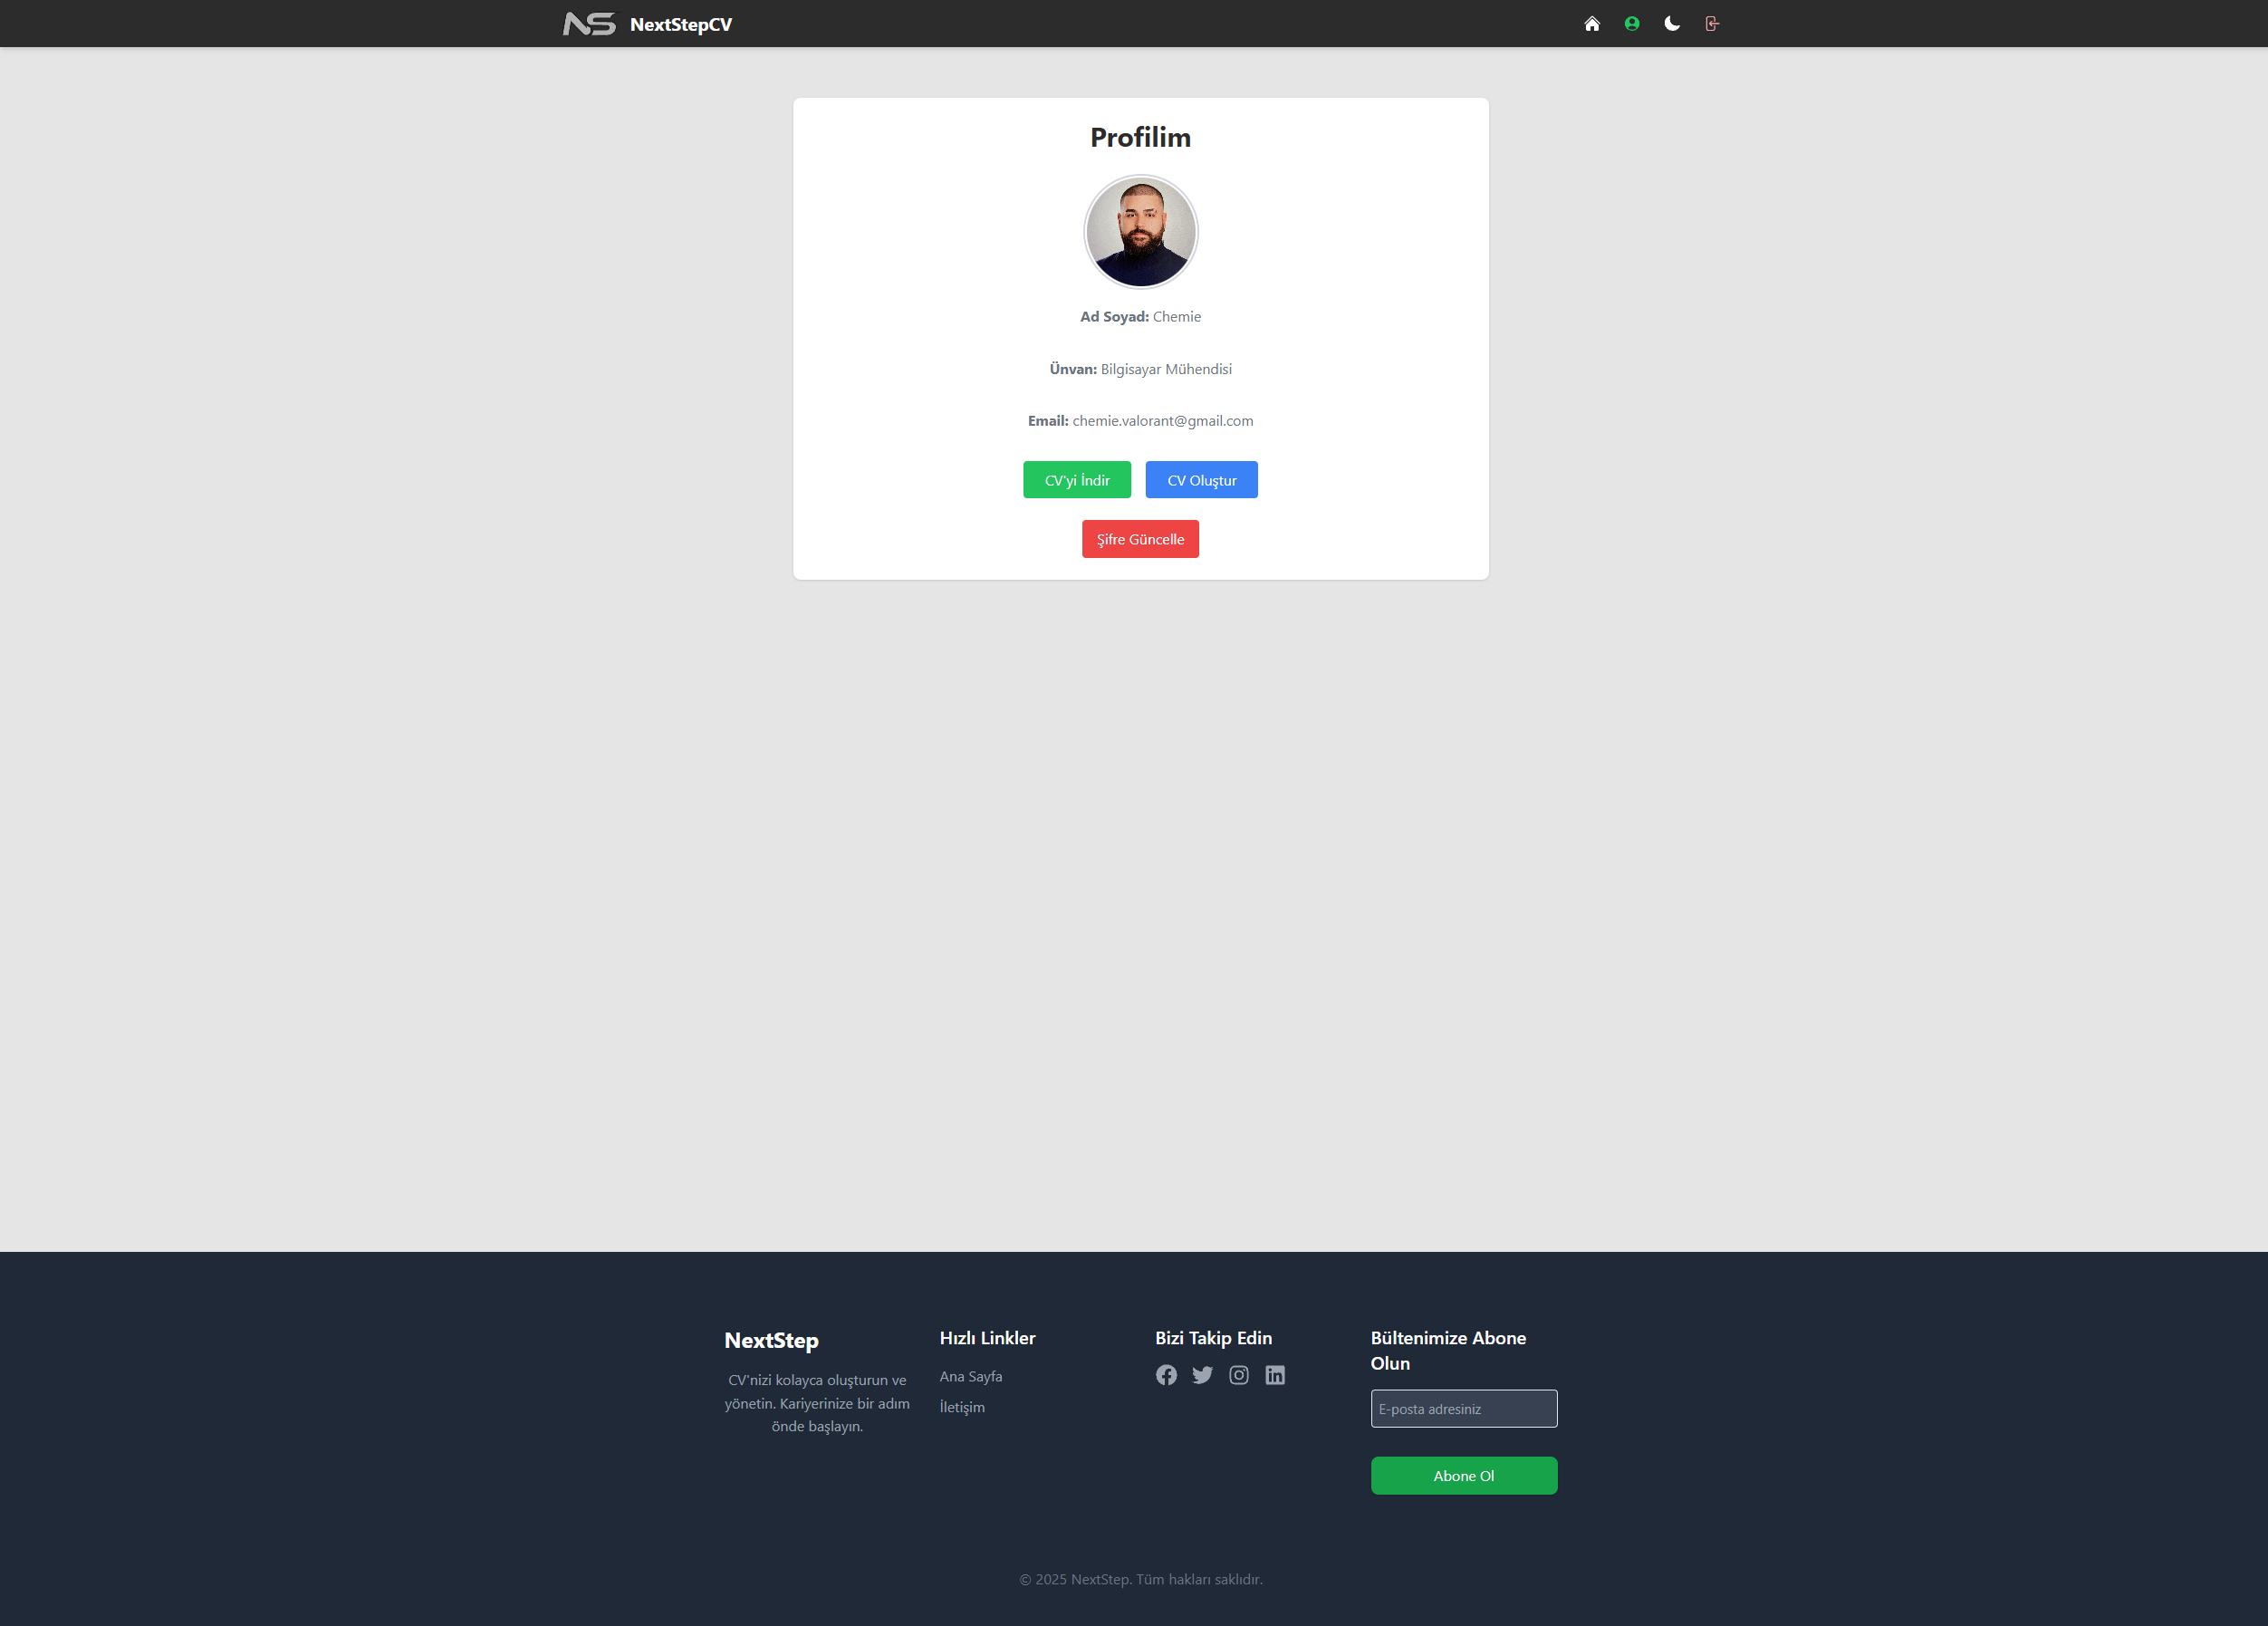 NS NextStepCV
Profilim
Ad Soyad: Chemie
Ünvan: Bilgisayar Mühendisi
Email: chemie.valorant@gmail.com
CV'yi İndir
CV Oluştur
Şifre Güncelle
NextStep
CV'nizi kolayca oluşturun ve
yönetin. Kariyerinize bir adım
önde başlayın.
Hızlı Linkler
Ana Sayfa
İletişim
Bizi Takip Edin
Bültenimize Abone
Olun
E-posta adresiniz
Abone Ol
© 2025 NextStep. Tüm hakları saklıdır.